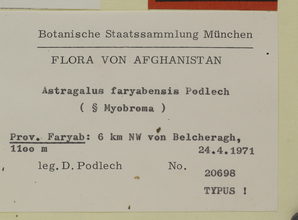 Botanische Staatssammlung München
FLORA VON AFGHANISTAN
Astragalus faryabensis Podlech
( § Myobroma )
Prov. Faryab: 6 km NW von Belcheragh,
1100 m 24.4.1971
leg. D. Podlech No. 20698
TYPUS !